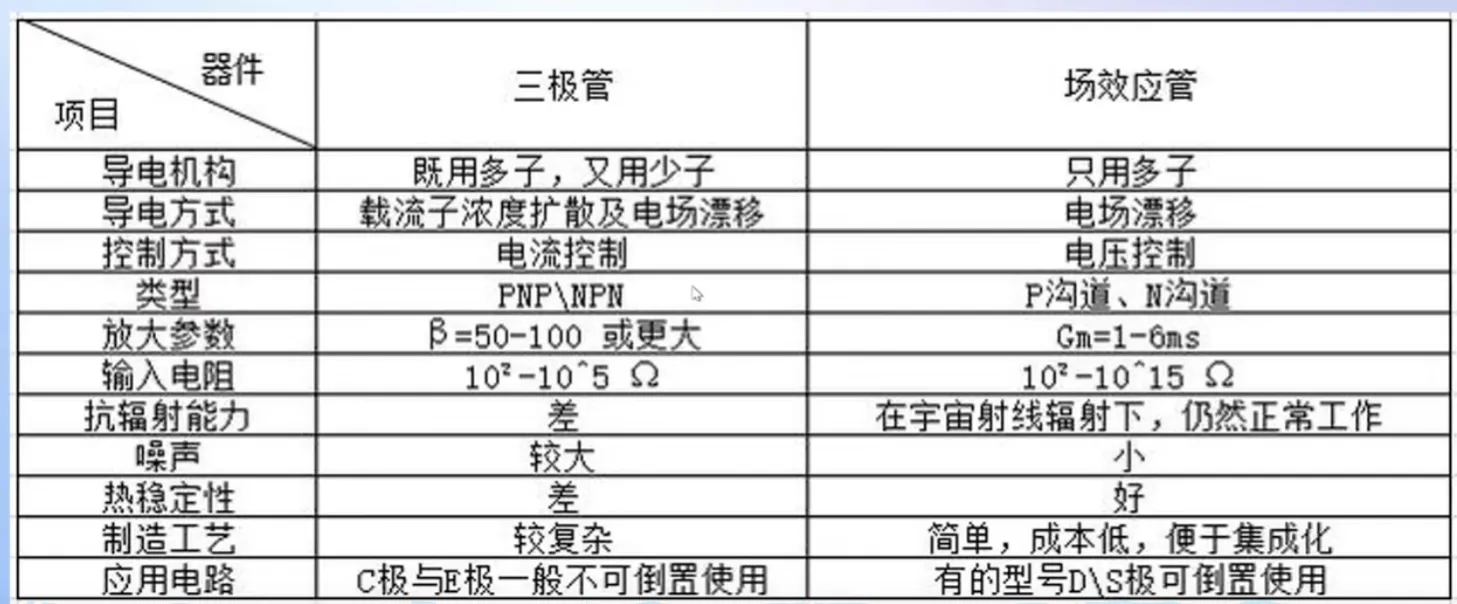 器件
项目
三极管 场效应管
导电机构 既用多子，又用少子 只用多子
导电方式 载流子浓度扩散及电场漂移 电场漂移
控制方式 电流控制 电压控制
类型 PNP\NPN P沟道、N沟道
放大参数 β=50-100 或更大 Gm=1-6ms
输入电阻 10²-10^5 Ω 10²-10^15 Ω
抗辐射能力 差 在宇宙射线辐射下，仍然正常工作
噪声 较大 小
热稳定性 差 好
制造工艺 较复杂 简单，成本低，便于集成化
应用电路 C极与E极一般不可倒置使用 有的型号D\S极可倒置使用